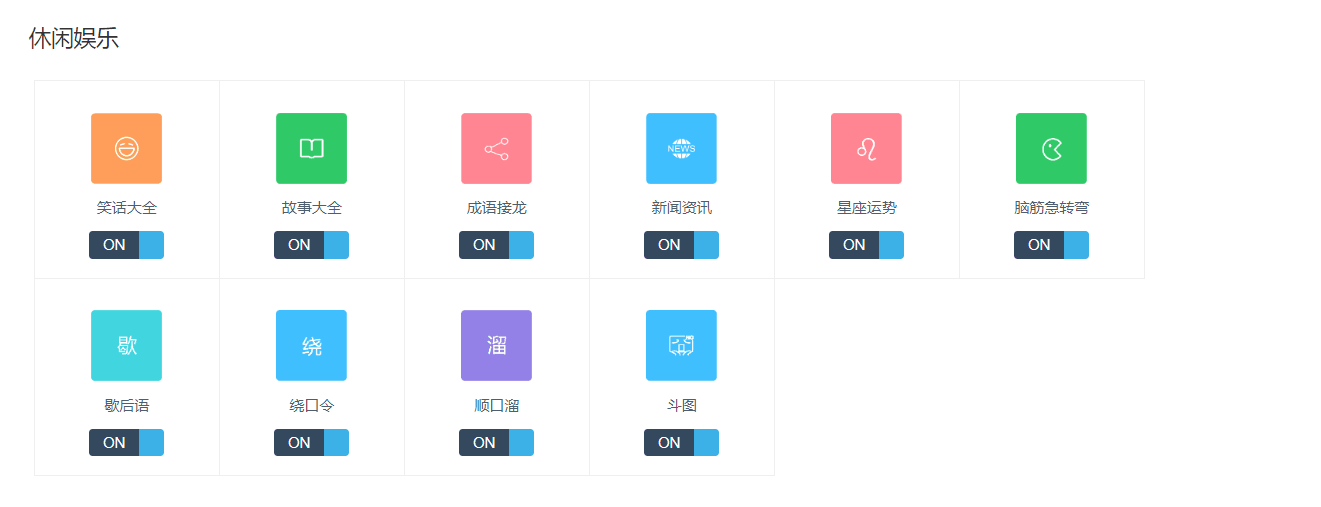 休闲娱乐
NEWS
笑话大全 故事大全 成语接龙 新闻资讯 星座运势 脑筋急转弯
ON ON ON ON ON ON
歇 绕 溜
歇后语 绕口令 顺口溜 斗图
ON ON ON ON